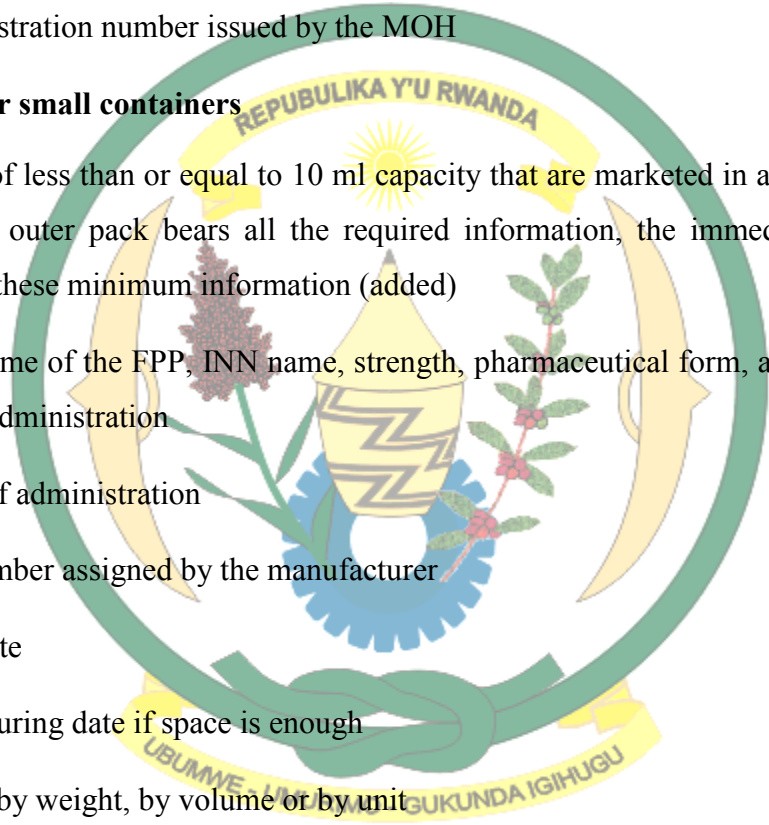 stration number issued by the MOH
r small containers
REPUBULIKA Y'U RWANDA
of less than or equal to 10 ml capacity that are marketed in a
outer pack bears all the required information, the immed
these minimum information (added)
me of the FPP, INN name, strength, pharmaceutical form, a
dministration
f administration
mber assigned by the manufacturer
te
uring date if space is enough
by weight, by volume or by unit
UBUMWE - UMURIMO - GUKUNDA IGIHUGU